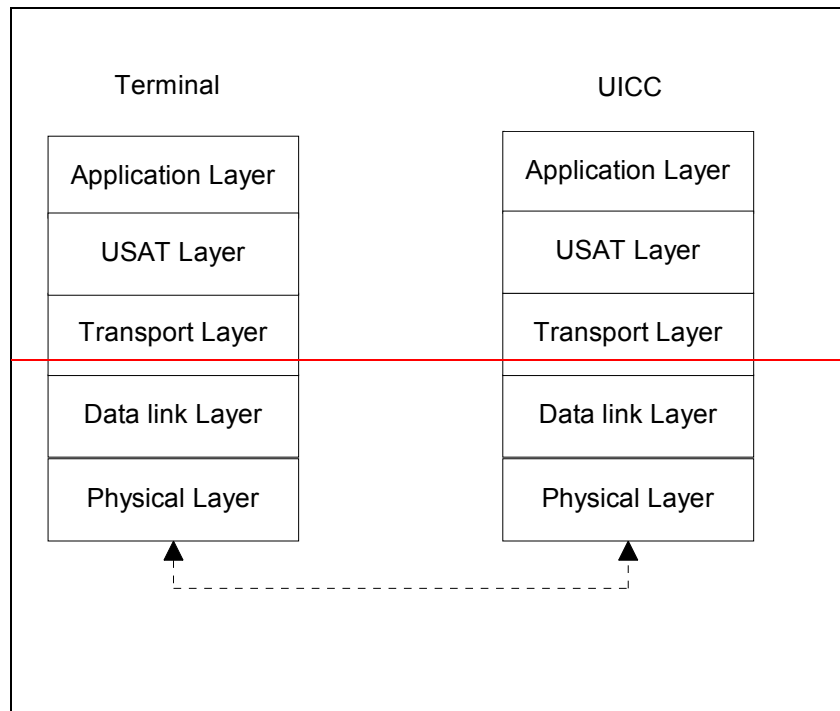 Terminal
UICC
Application Layer
Application Layer
USAT Layer
USAT Layer
Transport Layer
Transport Layer
Data link Layer
Data link Layer
Physical Layer
Physical Layer